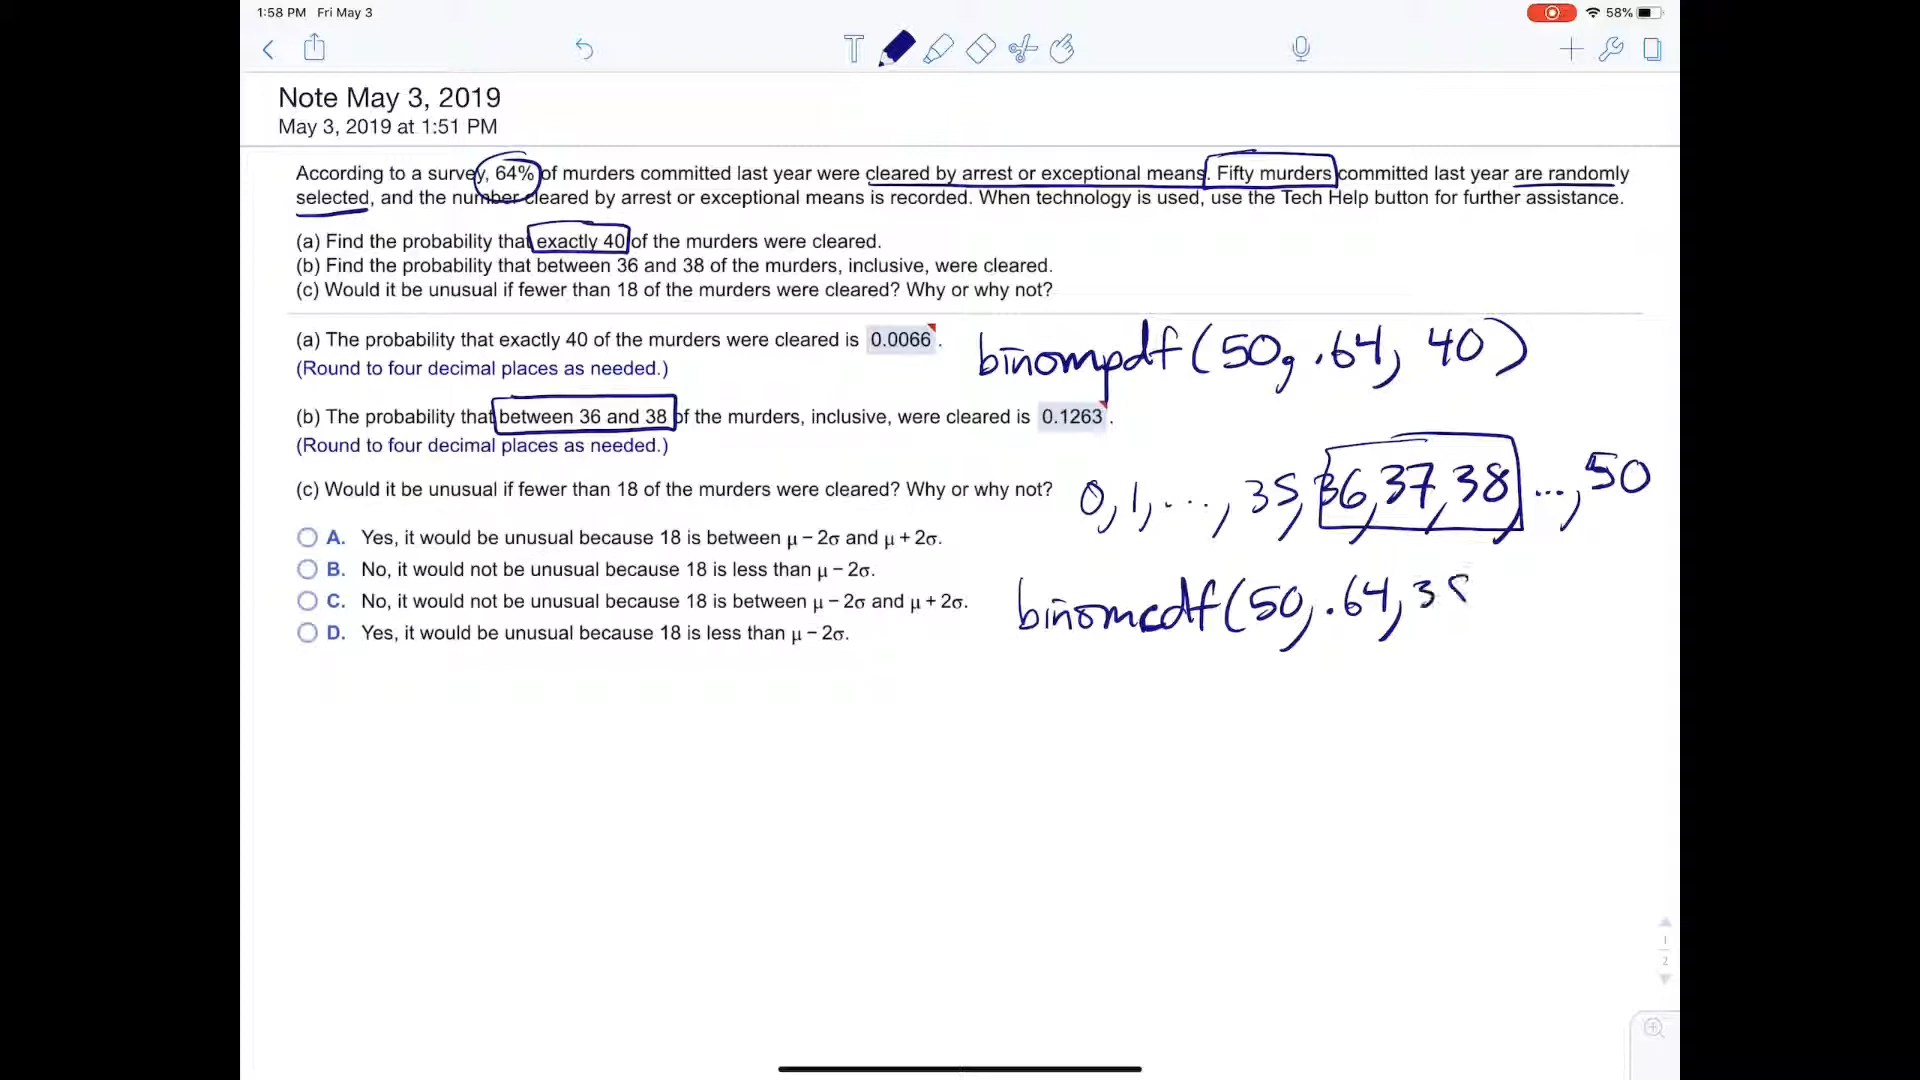 1:58 PM Fri May 3
58%
T
Note May 3, 2019
May 3, 2019 at 1:51 PM
According to a survey, 64% of murders committed last year were cleared by arrest or exceptional means. Fifty murders committed last year are randomly
selected, and the number cleared by arrest or exceptional means is recorded. When technology is used, use the Tech Help button for further assistance.
(a) Find the probability that exactly 40 of the murders were cleared.
(b) Find the probability that between 36 and 38 of the murders, inclusive, were cleared.
(c) Would it be unusual if fewer than 18 of the murders were cleared? Why or why not?
(a) The probability that exactly 40 of the murders were cleared is 0.0066.
binompdf(50, .64, 40)
(Round to four decimal places as needed.)
(b) The probability that between 36 and 38 of the murders, inclusive, were cleared is 0.1263.
(Round to four decimal places as needed.)
(c) Would it be unusual if fewer than 18 of the murders were cleared? Why or why not?
0, 1, ..., 35, 36, 37, 38, ..., 50
A. Yes, it would be unusual because 18 is between μ − 2σ and μ + 2σ.
B. No, it would not be unusual because 18 is less than μ − 2σ.
C. No, it would not be unusual because 18 is between μ − 2σ and μ + 2σ.
D. Yes, it would be unusual because 18 is less than μ − 2σ.
binomcdf(50, .64, 3
1
2